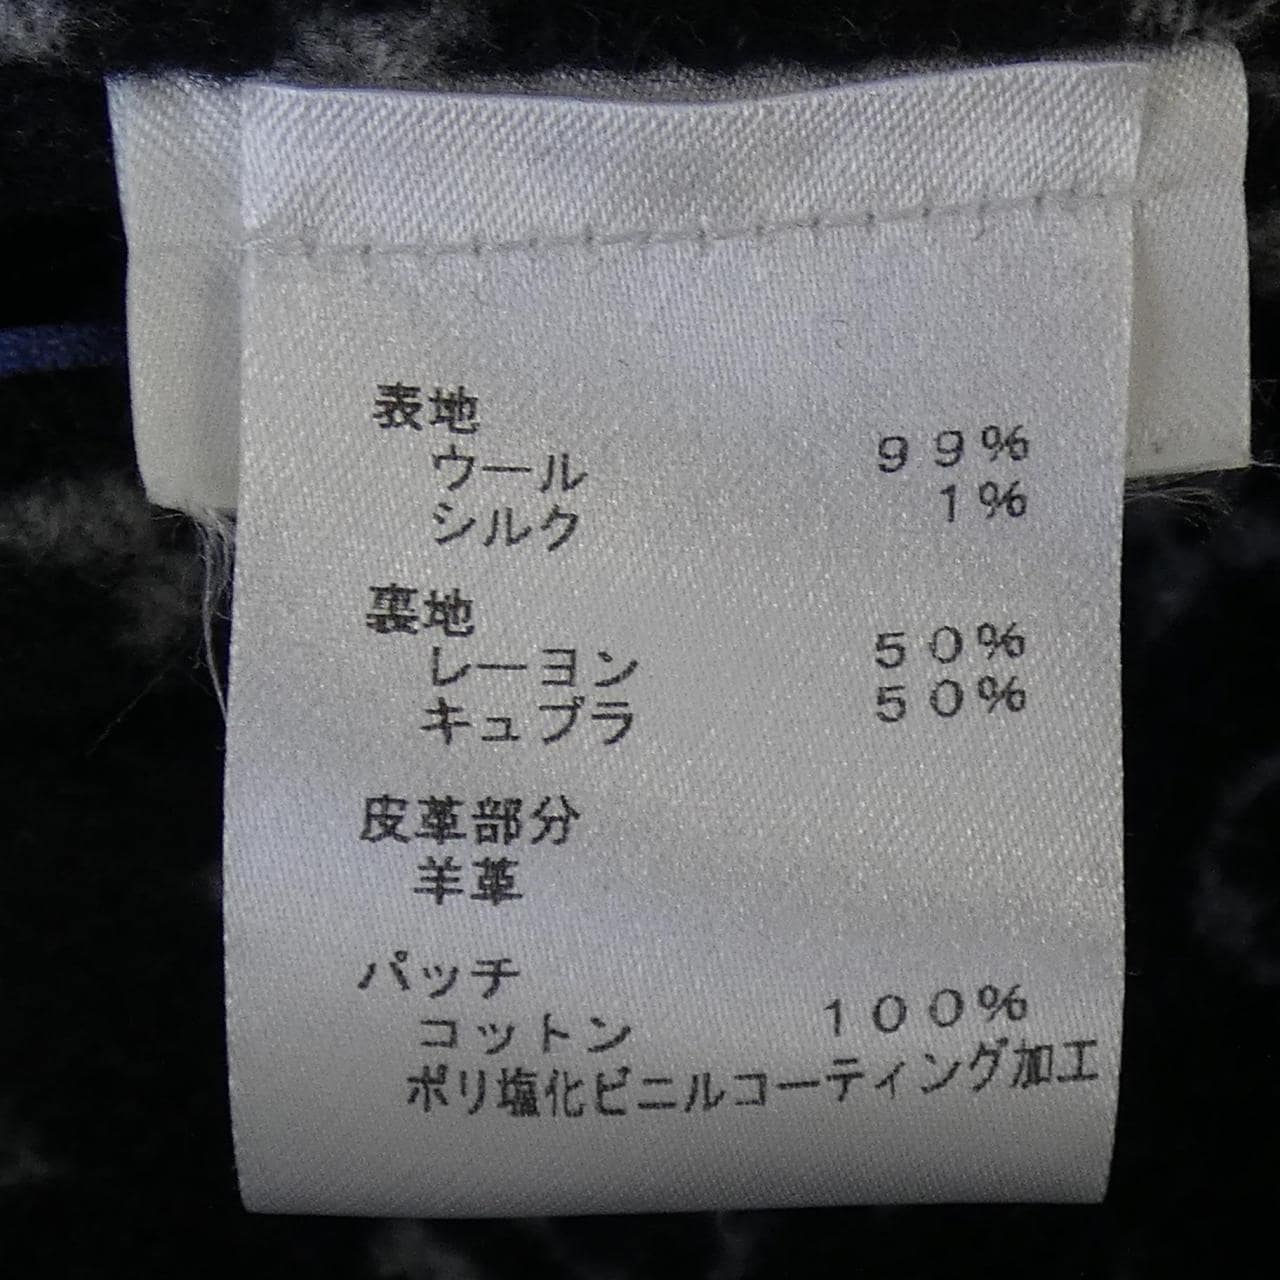 表地
ウール 99%
シルク 1%
裏地
レーヨン 50%
キュプラ 50%
皮革部分
羊革
パッチ
コットン 100%
ポリ塩化ビニルコーティング加工